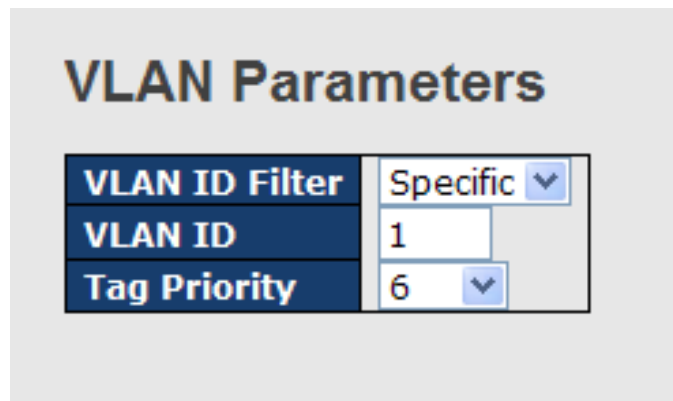 VLAN Parameters
VLAN ID Filter Specific
VLAN ID 1
Tag Priority 6